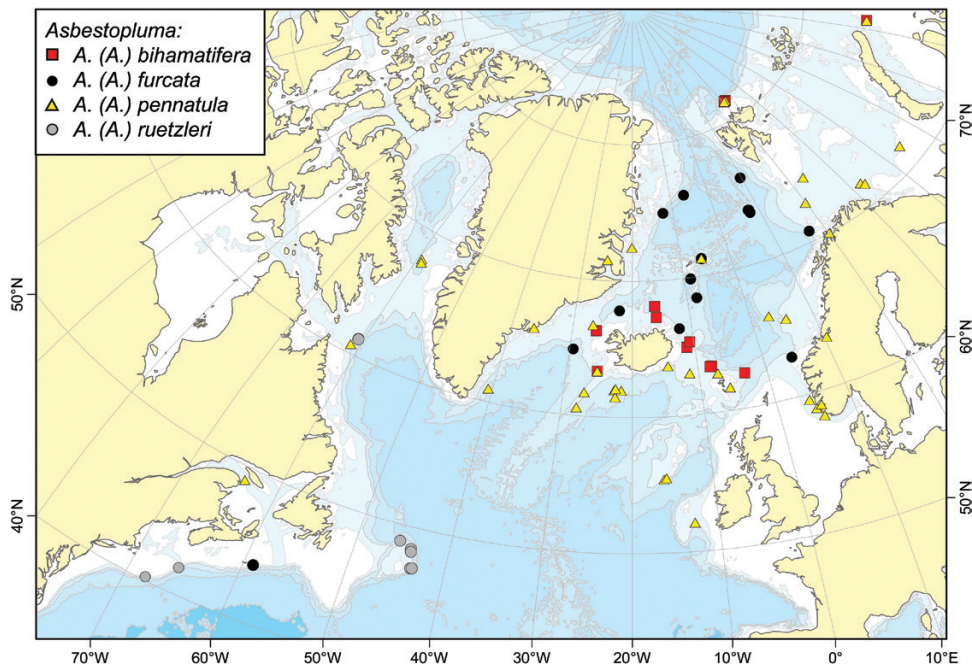 Asbestopluma:
A. (A.) bihamatifera
A. (A.) furcata
A. (A.) pennatula
A. (A.) ruetzleri
70°N
60°N
50°N
50°N
40°N
70°W 60°W 50°W 40°W 30°W 20°W 10°W 0° 10°E